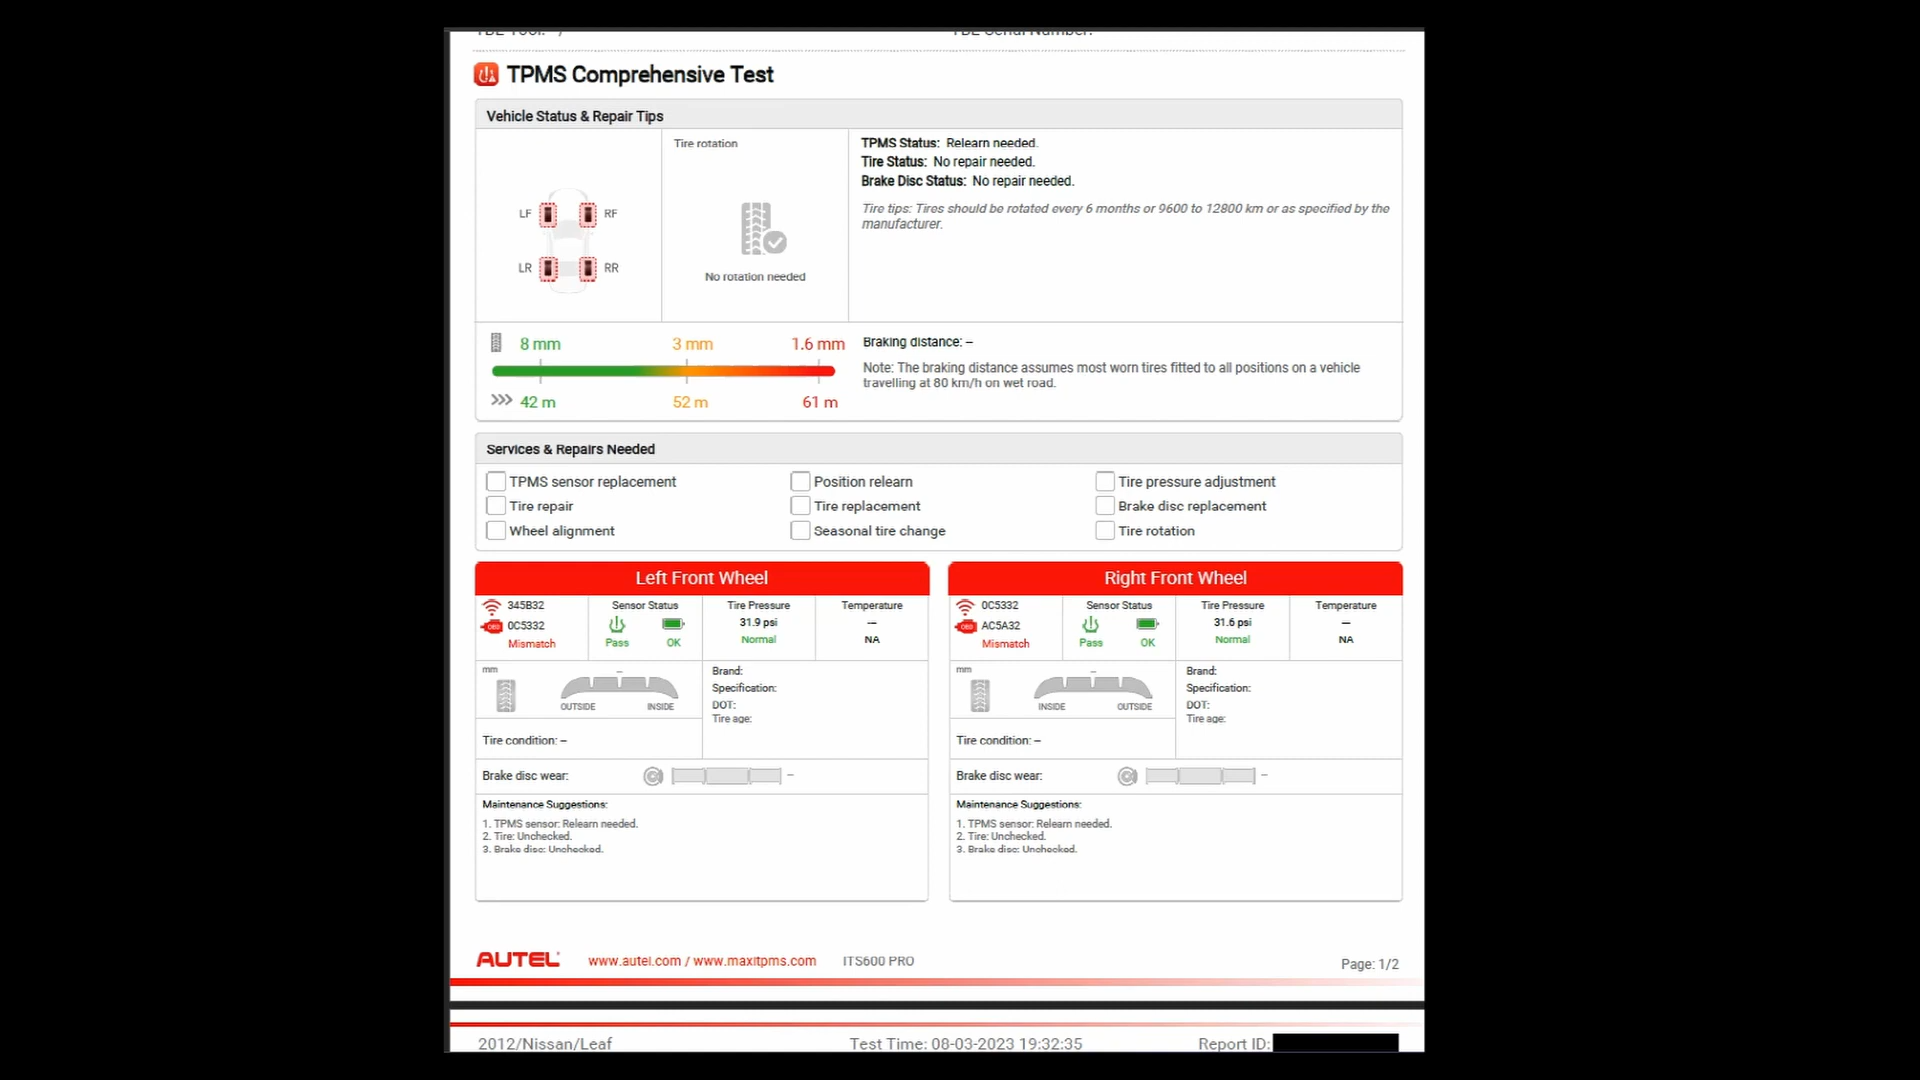 TBE Tool: /
TBE Serial Number:
TPMS Comprehensive Test
Vehicle Status & Repair Tips
LF RF
LR RR
Tire rotation
No rotation needed
TPMS Status: Relearn needed.
Tire Status: No repair needed.
Brake Disc Status: No repair needed.
Tire tips: Tires should be rotated every 6 months or 9600 to 12800 km or as specified by the
manufacturer.
8 mm 3 mm 1.6 mm
42 m 52 m 61 m
Braking distance: –
Note: The braking distance assumes most worn tires fitted to all positions on a vehicle
travelling at 80 km/h on wet road.
Services & Repairs Needed
TPMS sensor replacement Position relearn Tire pressure adjustment
Tire repair Tire replacement Brake disc replacement
Wheel alignment Seasonal tire change Tire rotation
Left Front Wheel
345B32
OBD 0C5332
Mismatch
Sensor Status
Pass OK
Tire Pressure
31.9 psi
Normal
Temperature
---
NA
mm
–
OUTSIDE INSIDE
Tire condition: –
Brand:
Specification:
DOT:
Tire age:
Brake disc wear: –
Maintenance Suggestions:
1. TPMS sensor: Relearn needed.
2. Tire: Unchecked.
3. Brake disc: Unchecked.
Right Front Wheel
0C5332
OBD AC5A32
Mismatch
Sensor Status
Pass OK
Tire Pressure
31.6 psi
Normal
Temperature
---
NA
mm
–
INSIDE OUTSIDE
Tire condition: –
Brand:
Specification:
DOT:
Tire age:
Brake disc wear: –
Maintenance Suggestions:
1. TPMS sensor: Relearn needed.
2. Tire: Unchecked.
3. Brake disc: Unchecked.
AUTEL www.autel.com / www.maxitpms.com ITS600 PRO Page: 1/2
2012/Nissan/Leaf Test Time: 08-03-2023 19:32:35 Report ID: